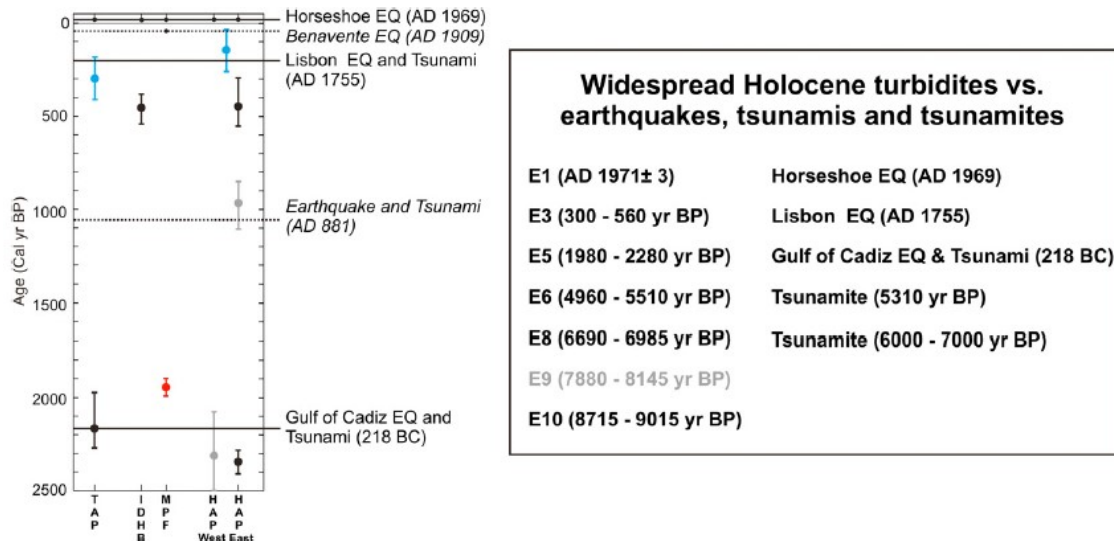 0
500
1000
1500
2000
2500
Age (Cal yr BP)
T
A
P
I
D
H
B
M
P
F
H
A
P
West
H
A
P
East
Horseshoe EQ (AD 1969)
Benavente EQ (AD 1909)
Lisbon EQ and Tsunami
(AD 1755)
Earthquake and Tsunami
(AD 881)
Gulf of Cadiz EQ and
Tsunami (218 BC)
Widespread Holocene turbidites vs.
earthquakes, tsunamis and tsunamites
E1 (AD 1971± 3) Horseshoe EQ (AD 1969)
E3 (300 - 560 yr BP) Lisbon EQ (AD 1755)
E5 (1980 - 2280 yr BP) Gulf of Cadiz EQ & Tsunami (218 BC)
E6 (4960 - 5510 yr BP) Tsunamite (5310 yr BP)
E8 (6690 - 6985 yr BP) Tsunamite (6000 - 7000 yr BP)
E9 (7880 - 8145 yr BP)
E10 (8715 - 9015 yr BP)